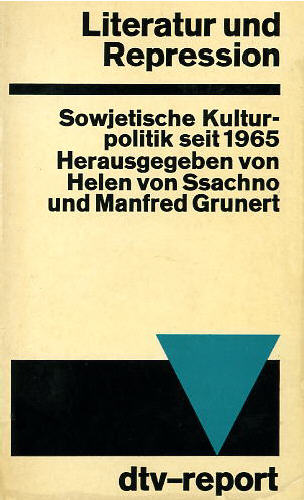 Literatur und
Repression
Sowjetische Kultur-
politik seit 1965
Herausgegeben von
Helen von Ssachno
und Manfred Grunert
dtv-report